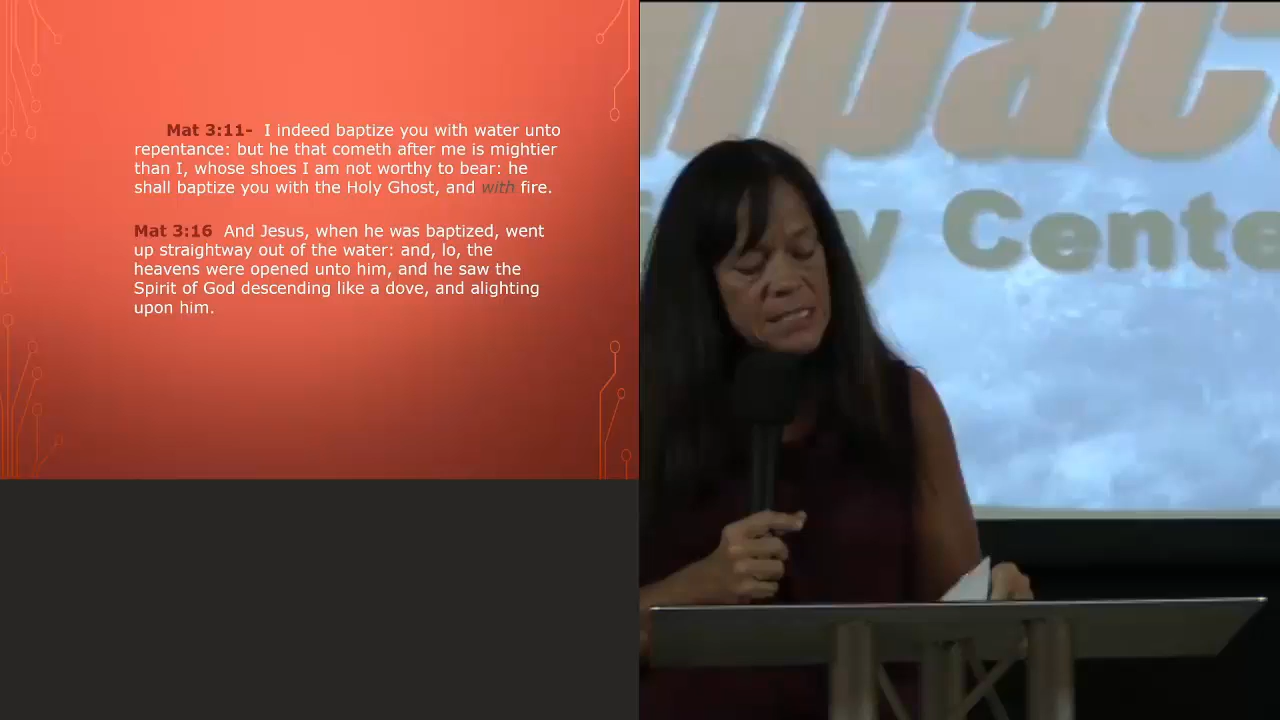 Mat 3:11- I indeed baptize you with water unto
repentance: but he that cometh after me is mightier
than I, whose shoes I am not worthy to bear: he
shall baptize you with the Holy Ghost, and with fire.
Mat 3:16 And Jesus, when he was baptized, went
up straightway out of the water: and, lo, the
heavens were opened unto him, and he saw the
Spirit of God descending like a dove, and alighting
upon him.